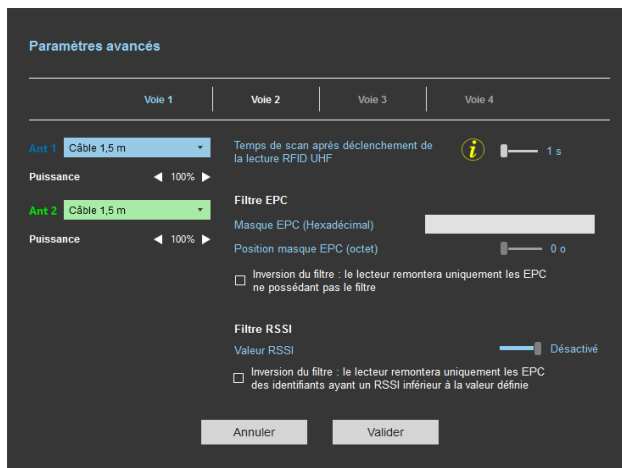 Paramètres avancés
Voie 1
Voie 2
Voie 3
Voie 4
Ant 1 Câble 1,5 m
Puissance 100%
Ant 2 Câble 1,5 m
Puissance 100%
Temps de scan après déclenchement de
la lecture RFID UHF
i
1 s
Filtre EPC
Masque EPC (Hexadécimal)
Position masque EPC (octet) 0 o
Inversion du filtre : le lecteur remontera uniquement les EPC
ne possédant pas le filtre
Filtre RSSI
Valeur RSSI Désactivé
Inversion du filtre : le lecteur remontera uniquement les EPC
des identifiants ayant un RSSI inférieur à la valeur définie
Annuler
Valider